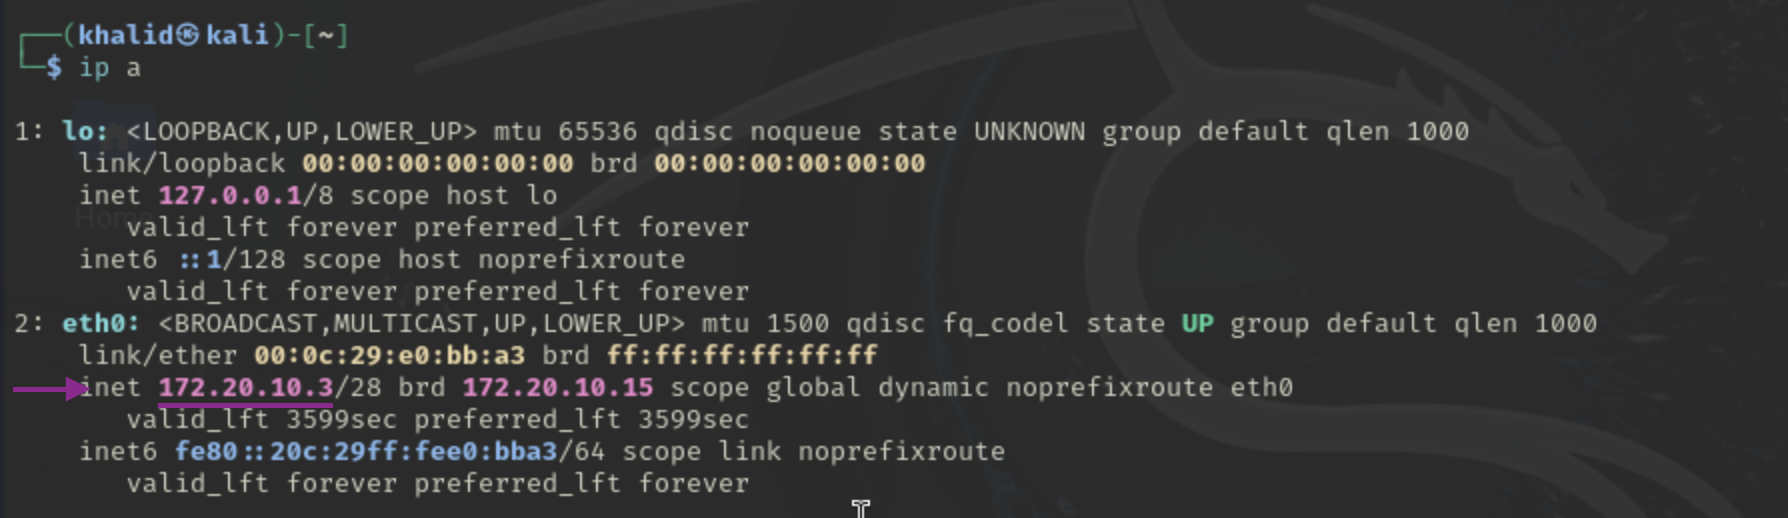 ┌──(khalid㉿kali)-[~]
└─$ ip a
1: lo: <LOOPBACK,UP,LOWER_UP> mtu 65536 qdisc noqueue state UNKNOWN group default qlen 1000
link/loopback 00:00:00:00:00:00 brd 00:00:00:00:00:00
inet 127.0.0.1/8 scope host lo
Home
valid_lft forever preferred_lft forever
inet6 ::1/128 scope host noprefixroute
valid_lft forever preferred_lft forever
2: eth0: <BROADCAST,MULTICAST,UP,LOWER_UP> mtu 1500 qdisc fq_codel state UP group default qlen 1000
link/ether 00:0c:29:e0:bb:a3 brd ff:ff:ff:ff:ff:ff
inet 172.20.10.3/28 brd 172.20.10.15 scope global dynamic noprefixroute eth0
valid_lft 3599sec preferred_lft 3599sec
inet6 fe80::20c:29ff:fee0:bba3/64 scope link noprefixroute
valid_lft forever preferred_lft forever